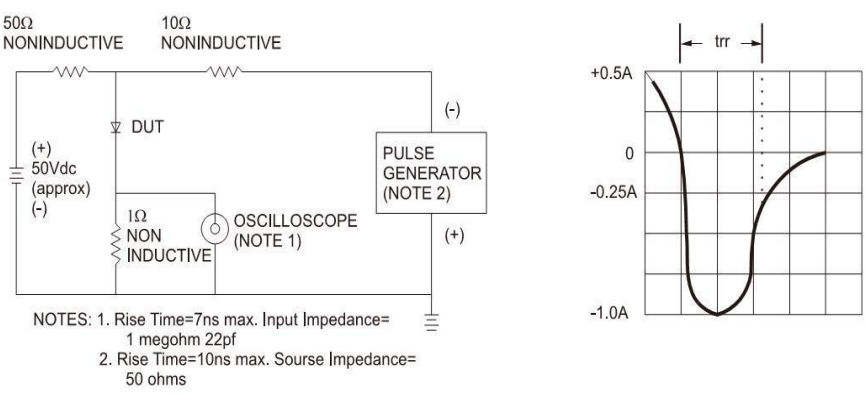 50Ω
NONINDUCTIVE
10Ω
NONINDUCTIVE
DUT
(+)
50Vdc
(approx)
(-)
1Ω
NON
INDUCTIVE
OSCILLOSCOPE
(NOTE 1)
(-)
PULSE
GENERATOR
(NOTE 2)
(+)
NOTES: 1. Rise Time=7ns max. Input Impedance=
1 megohm 22pf
2. Rise Time=10ns max. Sourse Impedance=
50 ohms
trr
+0.5A
0
-0.25A
-1.0A